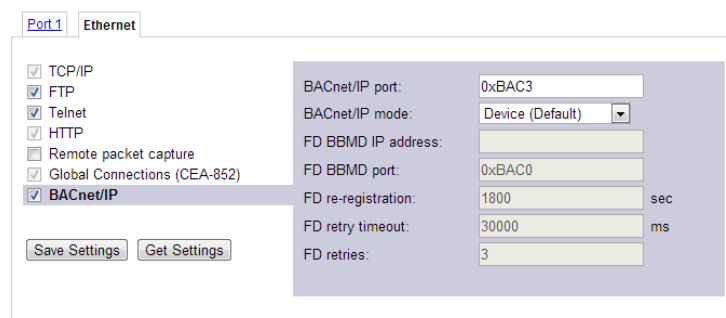 Port 1 Ethernet
TCP/IP
FTP
Telnet
HTTP
Remote packet capture
Global Connections (CEA-852)
BACnet/IP
Save Settings Get Settings
BACnet/IP port: 0xBAC3
BACnet/IP mode: Device (Default)
FD BBMD IP address:
FD BBMD port: 0xBAC0
FD re-registration: 1800 sec
FD retry timeout: 30000 ms
FD retries: 3